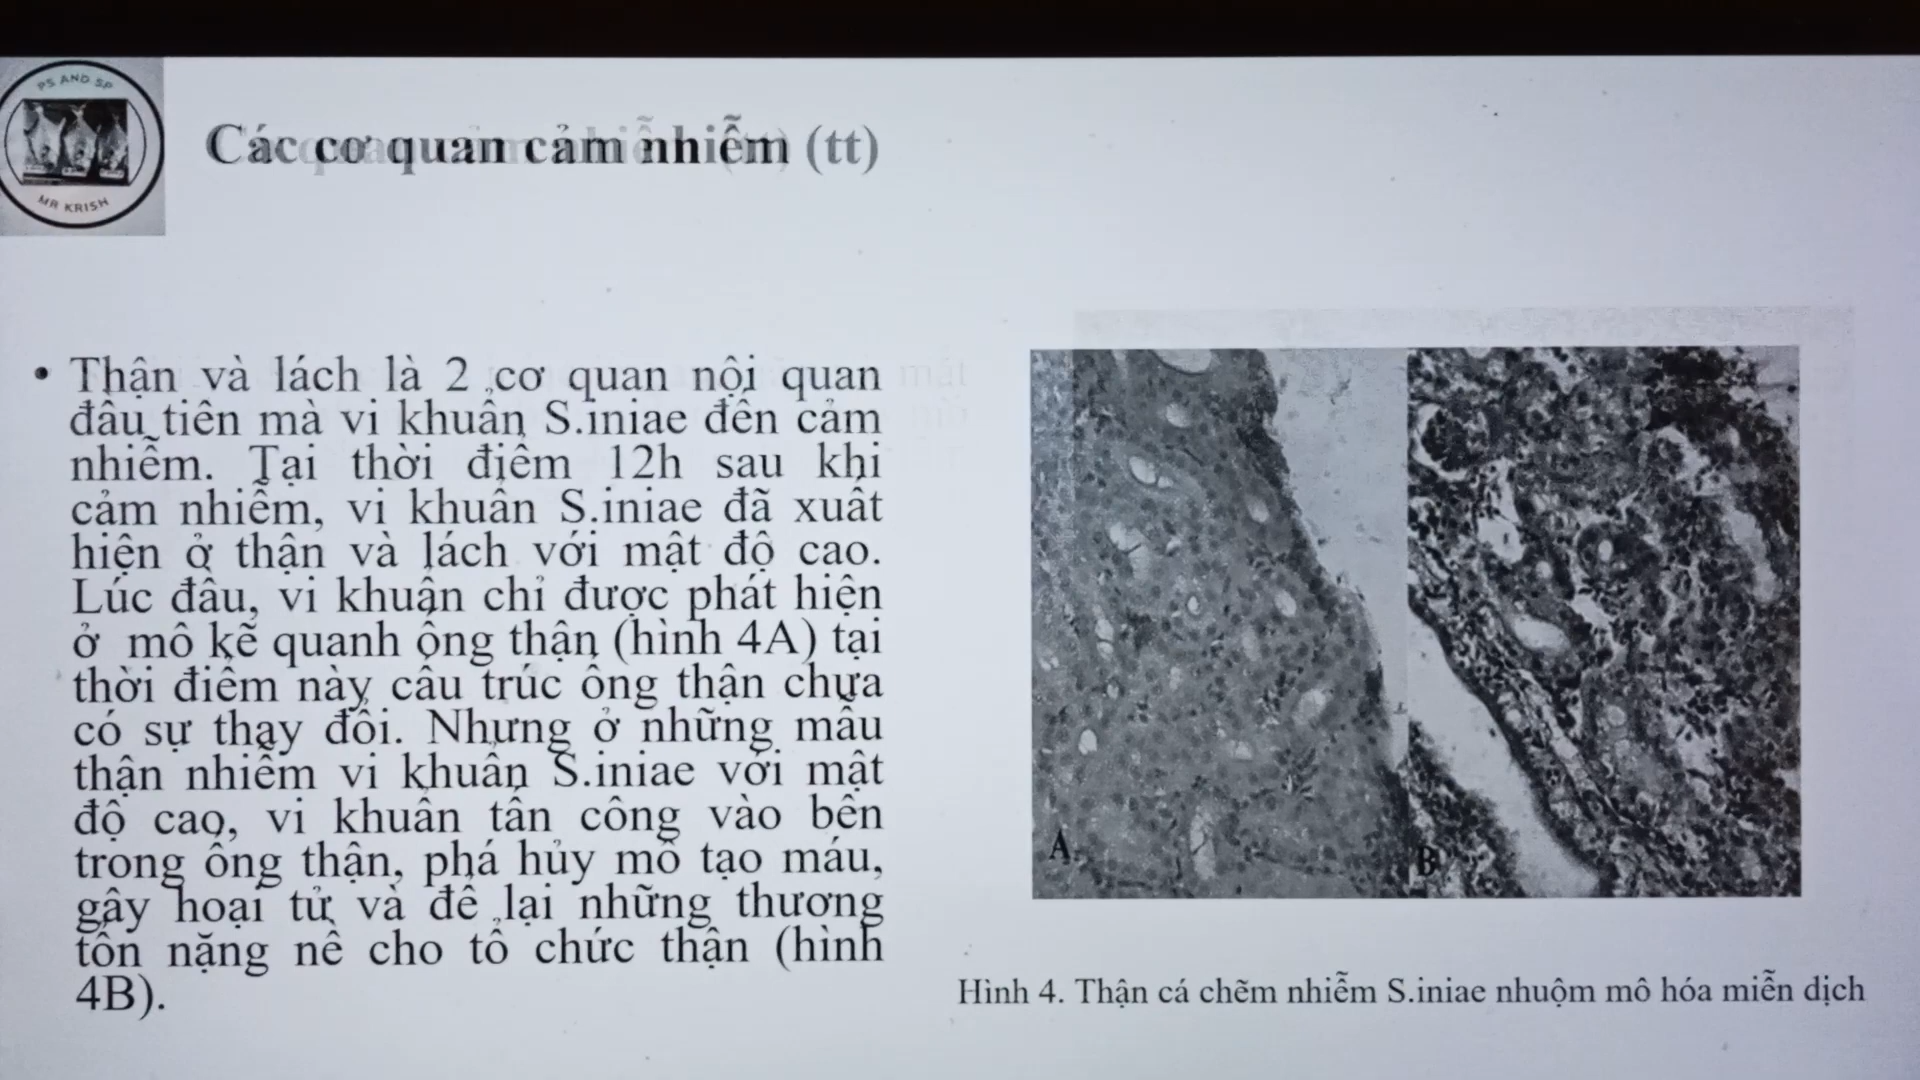 PS AND SP
MR KRISH
Các cơ quan cảm nhiễm (tt)
• Thận và lách là 2 cơ quan nội quan
đầu tiên mà vi khuẩn S.iniae đến cảm
nhiễm. Tại thời điểm 12h sau khi
cảm nhiễm, vi khuẩn S.iniae đã xuất
hiện ở thận và lách với mật độ cao.
Lúc đầu, vi khuẩn chỉ được phát hiện
ở mô kẽ quanh ống thận (hình 4A) tại
thời điểm này cấu trúc ống thận chưa
có sự thay đổi. Nhưng ở những mẫu
thận nhiễm vi khuẩn S.iniae với mật
độ cao, vi khuẩn tấn công vào bên
trong ống thận, phá hủy mô tạo máu,
gây hoại tử và để lại những thương
tổn nặng nề cho tổ chức thận (hình
4B).
A
B
Hình 4. Thận cá chẽm nhiễm S.iniae nhuộm mô hóa miễn dịch